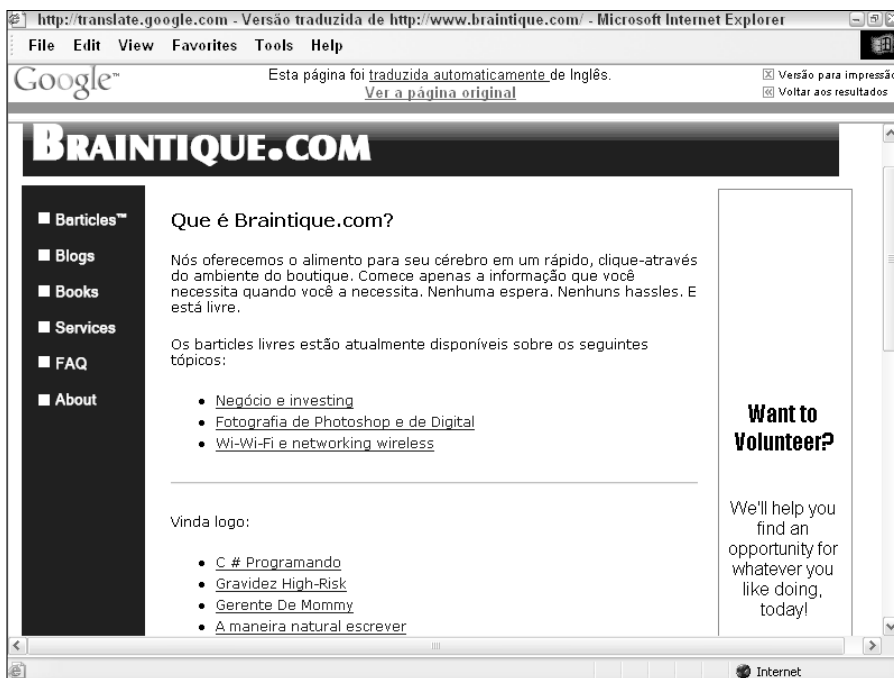 http://translate.google.com - Versão traduzida de http://www.braintique.com/ - Microsoft Internet Explorer
File Edit View Favorites Tools Help
Google™
Esta página foi traduzida automaticamente de Inglês.
Ver a página original
Versão para impressão
Voltar aos resultados
BRAINTIQUE.COM
Barticles™
Blogs
Books
Services
FAQ
About
Que é Braintique.com?
Nós oferecemos o alimento para seu cérebro em um rápido, clique-através
do ambiente do boutique. Comece apenas a informação que você
necessita quando você a necessita. Nenhuma espera. Nenhuns hassles. E
está livre.
Os barticles livres estão atualmente disponíveis sobre os seguintes
tópicos:
Negócio e investing
Fotografia de Photoshop e de Digital
Wi-Wi-Fi e networking wireless
Vinda logo:
C # Programando
Gravidez High-Risk
Gerente De Mommy
A maneira natural escrever
Want to
Volunteer?
We'll help you
find an
opportunity for
whatever you
like doing,
today!
Internet